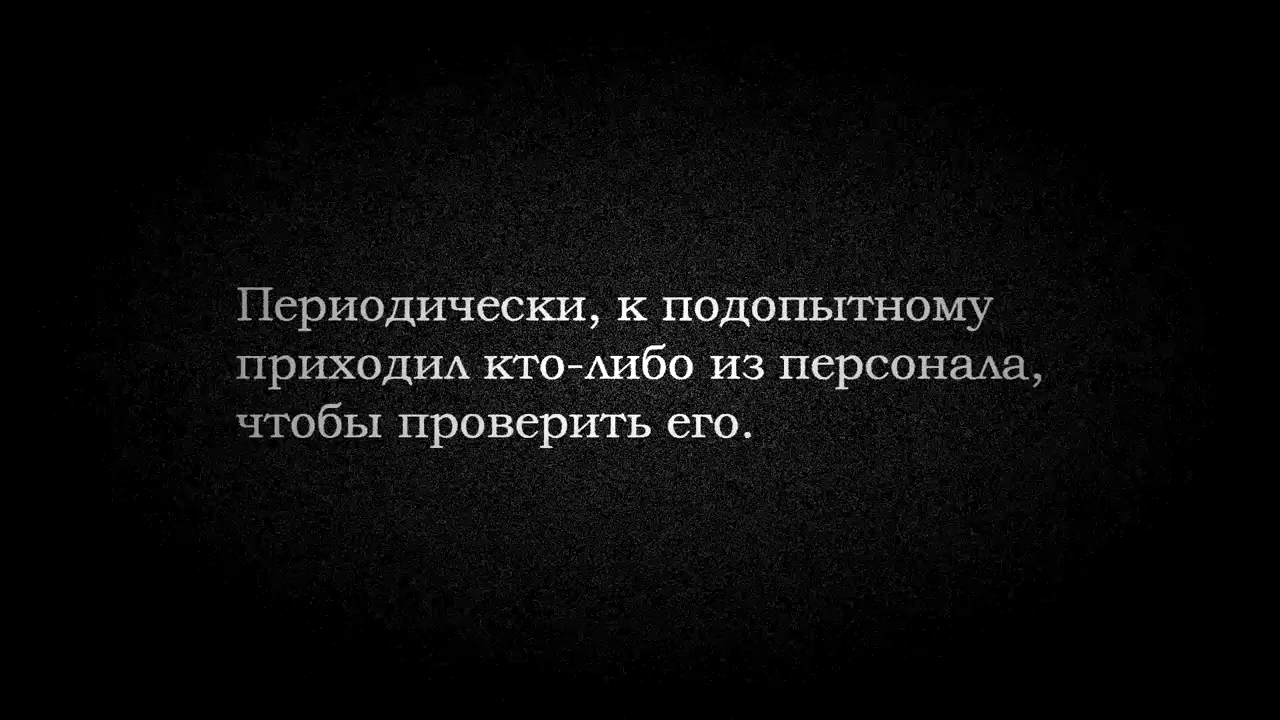 Периодически, к подопытному
приходил кто-либо из персонала,
чтобы проверить его.